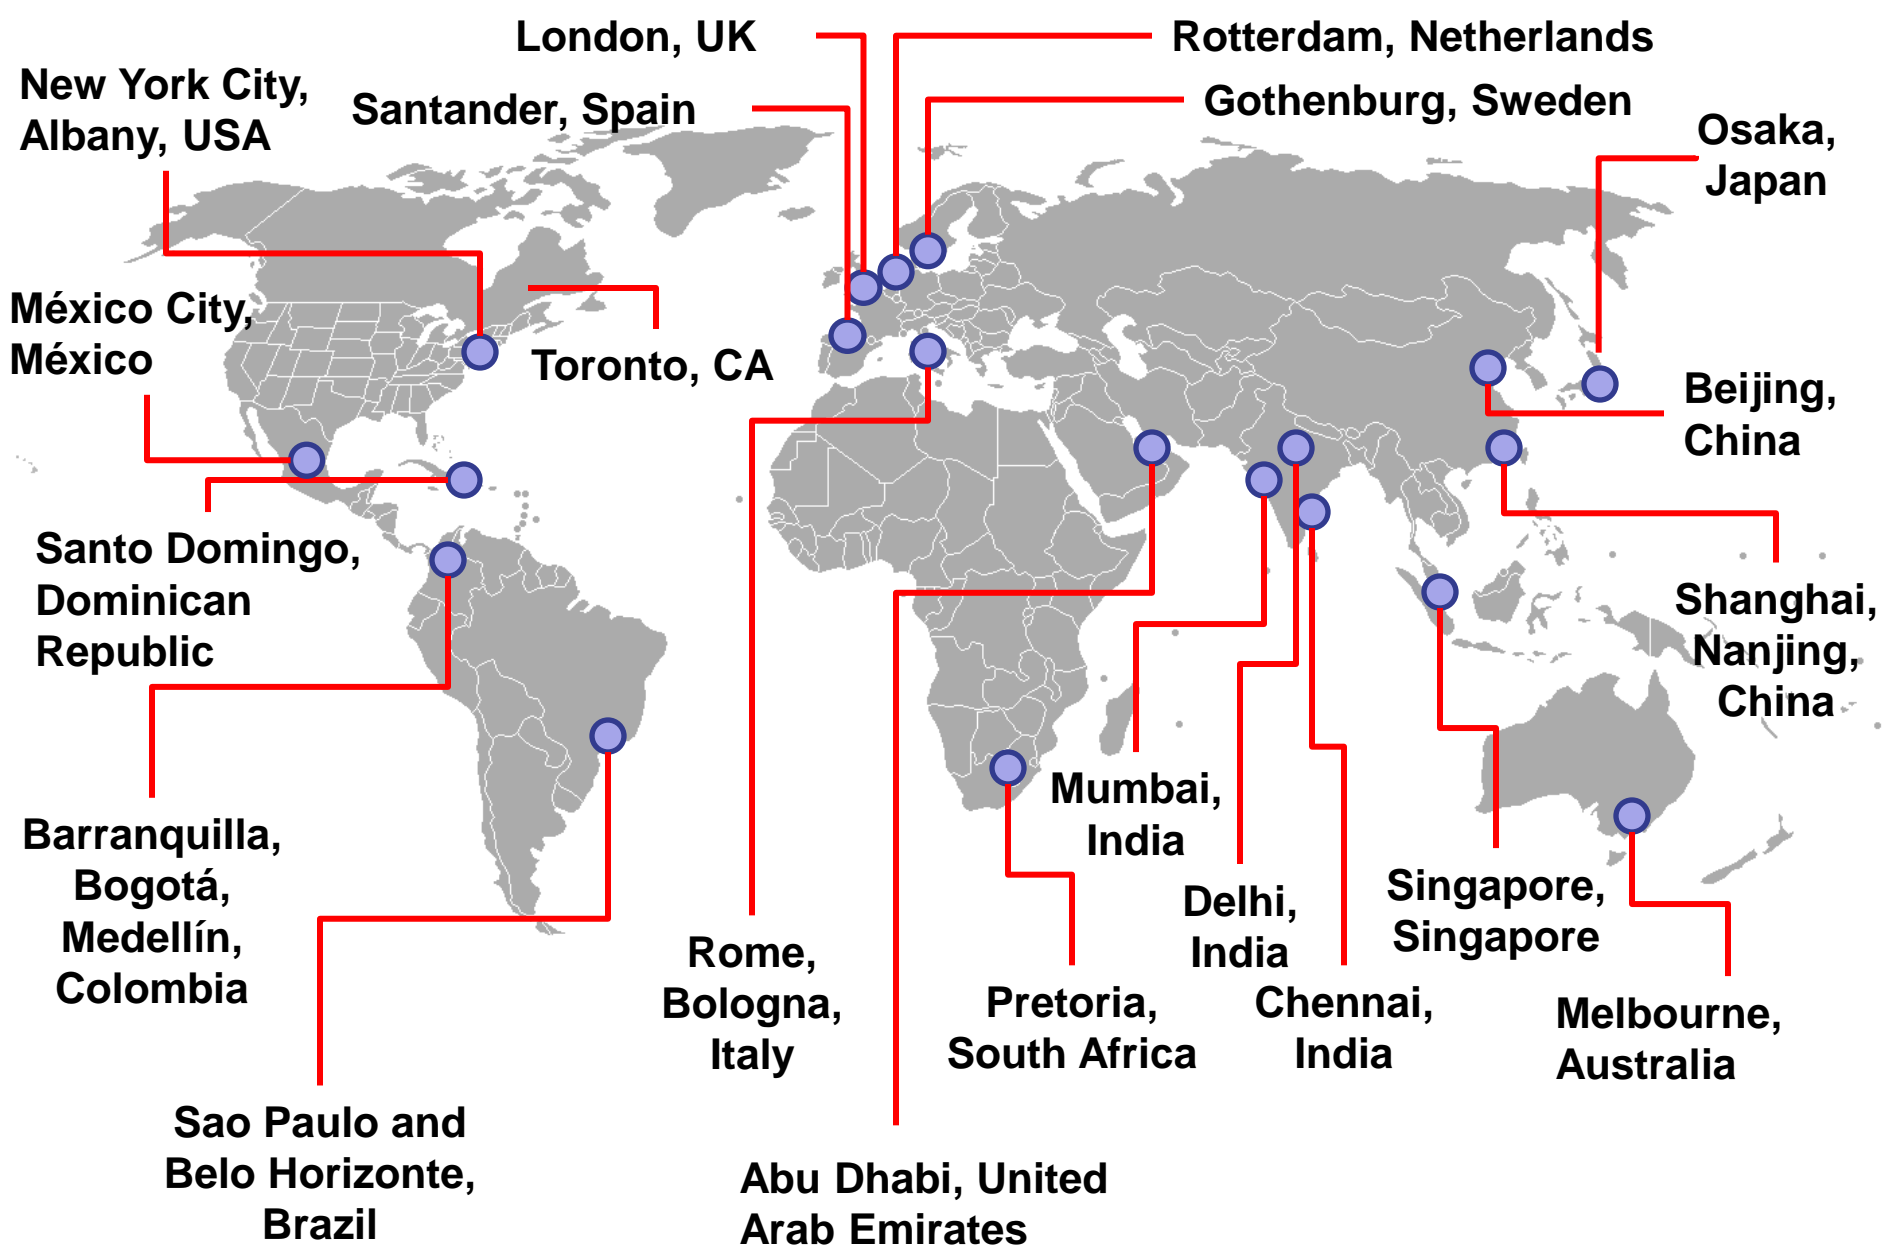 London, UK
Rotterdam, Netherlands
New York City,
Albany, USA
Santander, Spain
Gothenburg, Sweden
Osaka,
Japan
México City,
México
Toronto, CA
Beijing,
China
Santo Domingo,
Dominican
Republic
Shanghai,
Nanjing,
China
Barranquilla,
Bogotá,
Medellín,
Colombia
Mumbai,
India
Delhi,
India
Singapore,
Singapore
Rome,
Bologna,
Italy
Pretoria,
South Africa
Chennai,
India
Melbourne,
Australia
Sao Paulo and
Belo Horizonte,
Brazil
Abu Dhabi, United
Arab Emirates